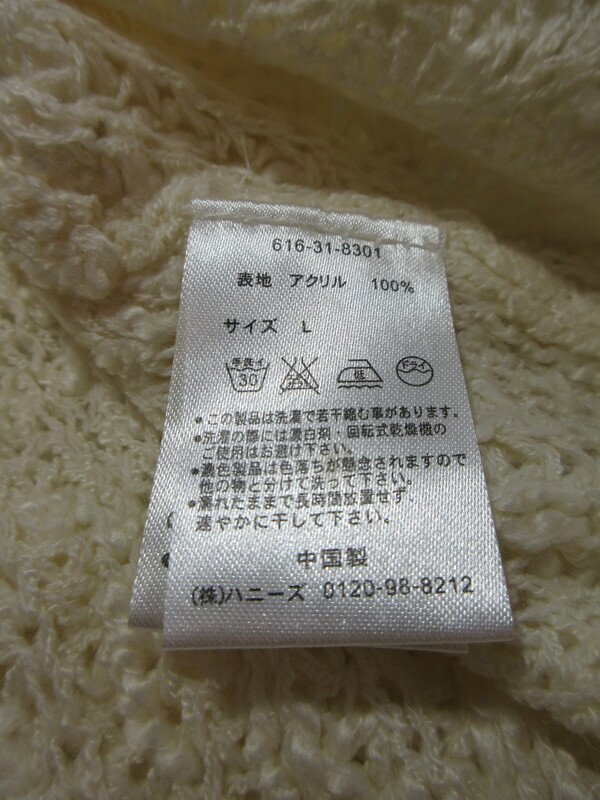 616-31-8301
表地 アクリル 100%
サイズ L
手洗イ 30 低 ドライ
●この製品は洗濯で若干縮む事があります。
●洗濯の際には漂白剤・回転式乾燥機の
ご使用はお避け下さい。
●濃色製品は色落ちが懸念されますので
他の物と分けて洗って下さい。
●濡れたままで長時間放置せず、
速やかに干して下さい。
中国製
(株)ハニーズ 0120-98-8212